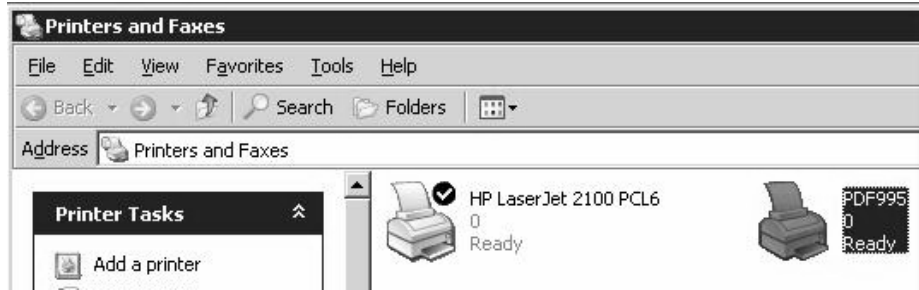 Printers and Faxes
File Edit View Favorites Tools Help
Back Search Folders
Address Printers and Faxes
Printer Tasks
Add a printer
HP LaserJet 2100 PCL6
0
Ready
PDF995
0
Ready